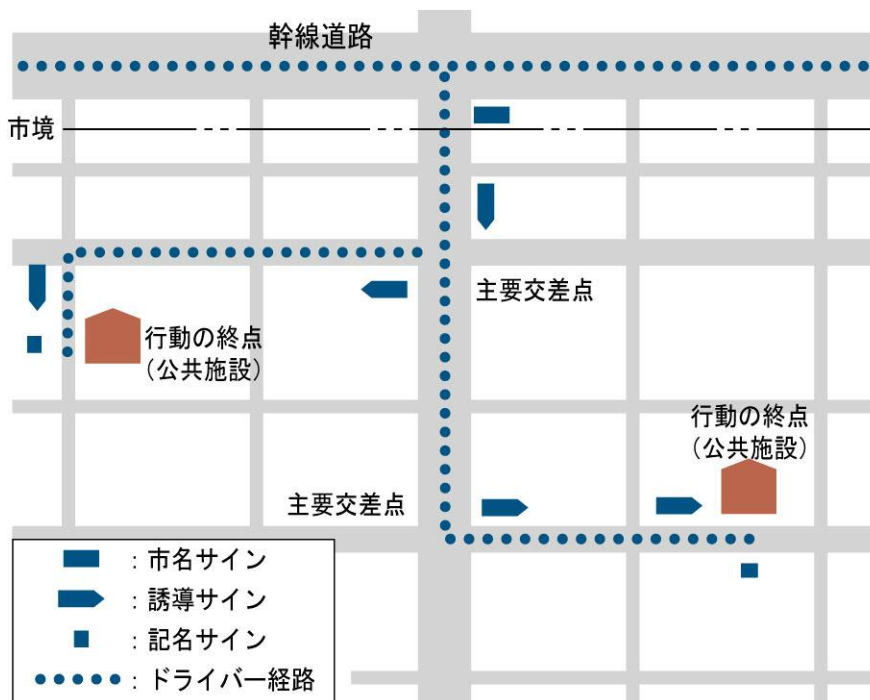 幹線道路
市境
主要交差点
行動の終点
（公共施設）
行動の終点
（公共施設）
主要交差点
：市名サイン
：誘導サイン
：記名サイン
：ドライバー経路